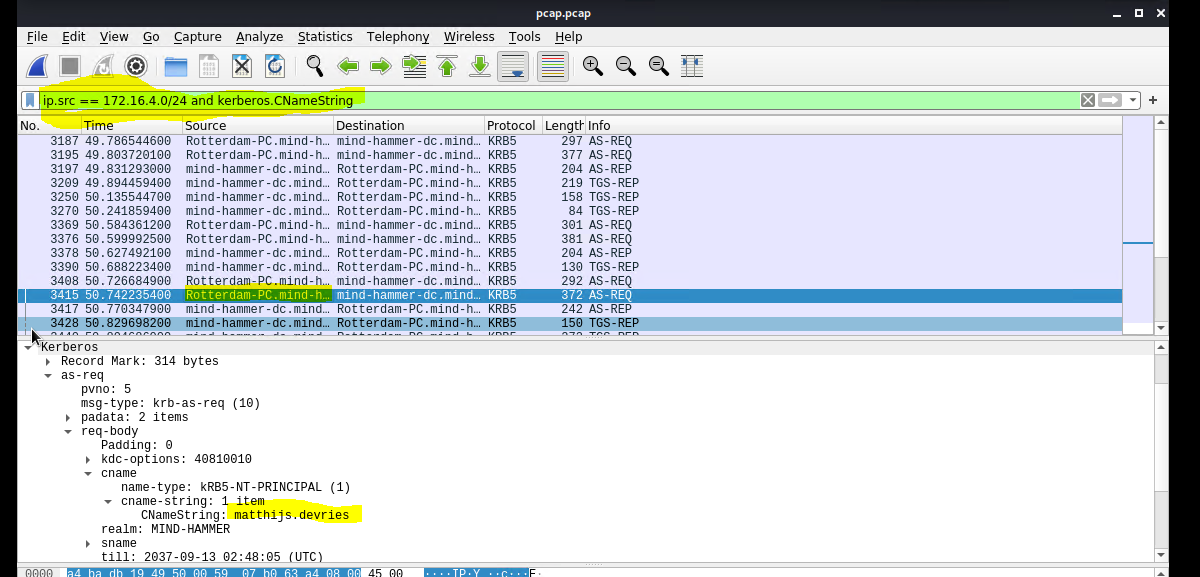 pcap.pcap
File Edit View Go Capture Analyze Statistics Telephony Wireless Tools Help
ip.src == 172.16.4.0/24 and kerberos.CNameString
No. Time Source Destination Protocol Length Info
3187 49.786544600 Rotterdam-PC.mind-h… mind-hammer-dc.mind… KRB5 297 AS-REQ
3195 49.803720100 Rotterdam-PC.mind-h… mind-hammer-dc.mind… KRB5 377 AS-REQ
3197 49.831293000 mind-hammer-dc.mind… Rotterdam-PC.mind-h… KRB5 204 AS-REP
3209 49.894459400 mind-hammer-dc.mind… Rotterdam-PC.mind-h… KRB5 219 TGS-REP
3250 50.135544700 mind-hammer-dc.mind… Rotterdam-PC.mind-h… KRB5 158 TGS-REP
3270 50.241859400 mind-hammer-dc.mind… Rotterdam-PC.mind-h… KRB5 84 TGS-REP
3369 50.584361200 Rotterdam-PC.mind-h… mind-hammer-dc.mind… KRB5 301 AS-REQ
3376 50.599992500 Rotterdam-PC.mind-h… mind-hammer-dc.mind… KRB5 381 AS-REQ
3378 50.627492100 mind-hammer-dc.mind… Rotterdam-PC.mind-h… KRB5 204 AS-REP
3390 50.688223400 mind-hammer-dc.mind… Rotterdam-PC.mind-h… KRB5 130 TGS-REP
3408 50.726684900 Rotterdam-PC.mind-h… mind-hammer-dc.mind… KRB5 292 AS-REQ
3415 50.742235400 Rotterdam-PC.mind-h… mind-hammer-dc.mind… KRB5 372 AS-REQ
3417 50.770347900 mind-hammer-dc.mind… Rotterdam-PC.mind-h… KRB5 242 AS-REP
3428 50.829698200 mind-hammer-dc.mind… Rotterdam-PC.mind-h… KRB5 150 TGS-REP
Kerberos
Record Mark: 314 bytes
as-req
pvno: 5
msg-type: krb-as-req (10)
padata: 2 items
req-body
Padding: 0
kdc-options: 40810010
cname
name-type: kRB5-NT-PRINCIPAL (1)
cname-string: 1 item
CNameString: matthijs.devries
realm: MIND-HAMMER
sname
till: 2037-09-13 02:48:05 (UTC)
0000 a4 ba db 19 49 50 00 59 07 b0 63 a4 08 00 45 00 ····IP·Y ··c···E·